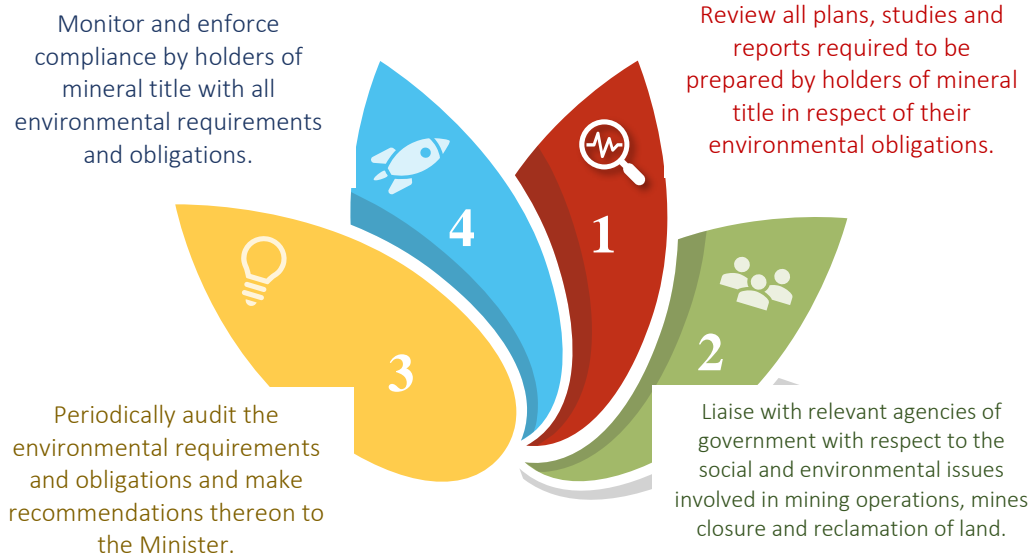 Monitor and enforce
compliance by holders of
mineral title with all
environmental requirements
and obligations.
Review all plans, studies and
reports required to be
prepared by holders of mineral
title in respect of their
environmental obligations.
4
1
3
2
Periodically audit the
environmental requirements
and obligations and make
recommendations thereon to
the Minister.
Liaise with relevant agencies of
government with respect to the
social and environmental issues
involved in mining operations, mines
closure and reclamation of land.